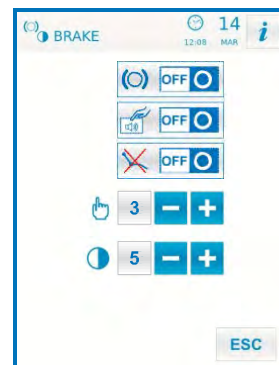 BRAKE
12:08
14
MAR
i
OFF
OFF
OFF
3 - +
5 - +
ESC